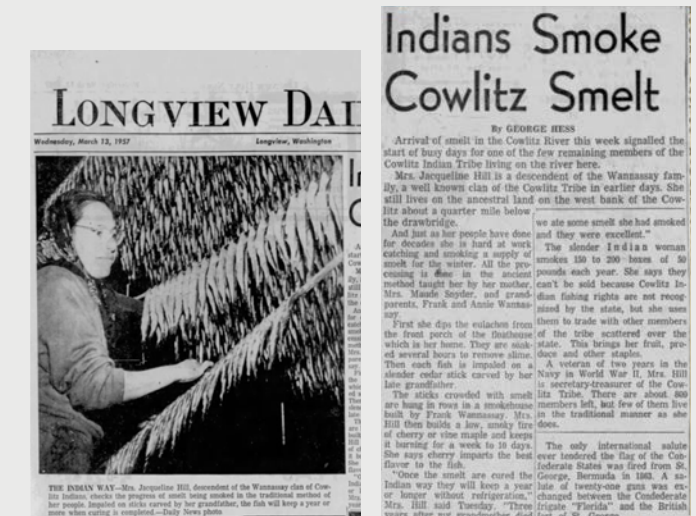 LONGVIEW DAI
Wednesday, March 13, 1957 Longview, Washington
THE INDIAN WAY—Mrs. Jacqueline Hill, descendent of the Wannassay clan of Cow-
litz Indians, checks the progress of smelt being smoked in the traditional method of
her people. Impaled on sticks carved by her grandfather, the fish will keep a year or
more when curing is completed.—Daily News photo
Indians Smoke
Cowlitz Smelt
By GEORGE HESS
Arrival of smelt in the Cowlitz River this week signalled the
start of busy days for one of the few remaining members of the
Cowlitz Indian Tribe living on the river here.
Mrs. Jacqueline Hill is a descendent of the Wannassay fam-
ily, a well known clan of the Cowlitz Tribe in earlier days. She
still lives on the ancestral land on the west bank of the Cow-
litz about a quarter mile below
the drawbridge.
And just as her people have done
for decades she is hard at work
catching and smoking a supply of
smelt for the winter. All the pro-
cessing is done in the ancient
method taught her by her mother,
Mrs. Maude Snyder, and grand-
parents, Frank and Annie Wannas-
say.
First she dips the eulachon from
the front porch of the floathouse
which is her home. They are soak-
ed several hours to remove slime.
Then each fish is impaled on a
slender cedar stick carved by her
late grandfather.
The sticks crowded with smelt
are hung in rows in a smokehouse
built by Frank Wannassay. Mrs.
Hill then builds a low, smoky fire
of cherry or vine maple and keeps
it burning for a week to 10 days.
She says cherry imparts the best
flavor to the fish.
"Once the smelt are cured the
Indian way they will keep a year
or longer without refrigeration,"
Mrs. Hill said Tuesday. "Three
years after my grandmother died
we ate some smelt she had smoked
and they were excellent."
The slender Indian woman
smokes 150 to 200 boxes of 50
pounds each year. She says they
can't be sold because Cowlitz In-
dian fishing rights are not recog-
nized by the state, but she uses
them to trade with other members
of the tribe scattered over the
state. This brings her fruit, pro-
duce and other staples.
A veteran of two years in the
Navy in World War II, Mrs. Hill
is secretary-treasurer of the Cow-
litz Tribe. There are about 800
members left, but few of them live
in the traditional manner as she
does.
The only international salute
ever tendered the flag of the Con-
federate States was fired from St.
George, Bermuda in 1863. A sa-
lute of twenty-one guns was ex-
changed between the Confederate
frigate "Florida" and the British